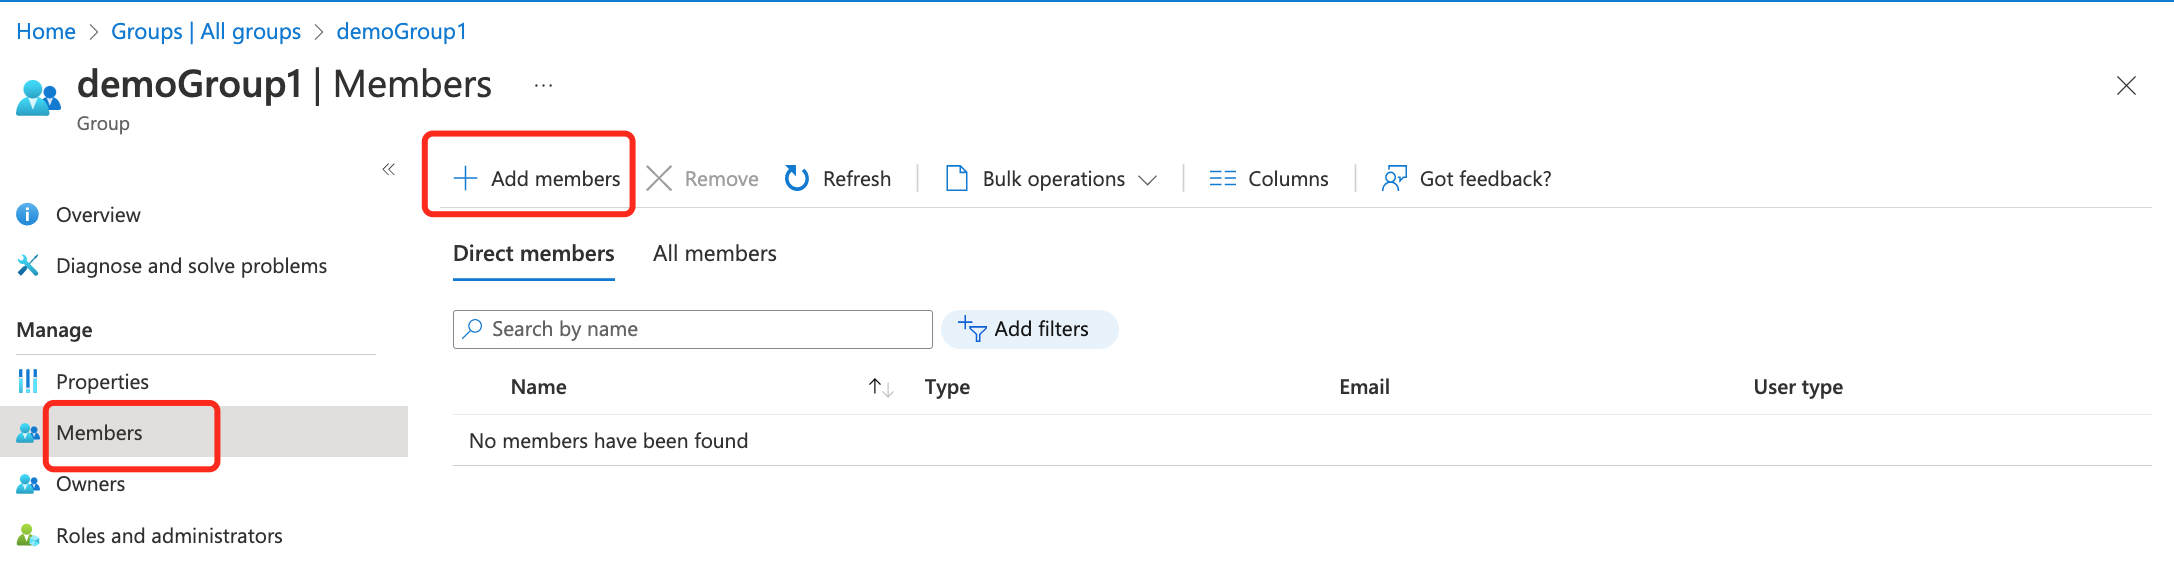 Home > Groups | All groups > demoGroup1
demoGroup1 | Members ...
Group
«
Add members Remove Refresh Bulk operations Columns Got feedback?
Overview
Diagnose and solve problems
Manage
Properties
Members
Owners
Roles and administrators
Direct members All members
Search by name Add filters
Name Type Email User type
No members have been found